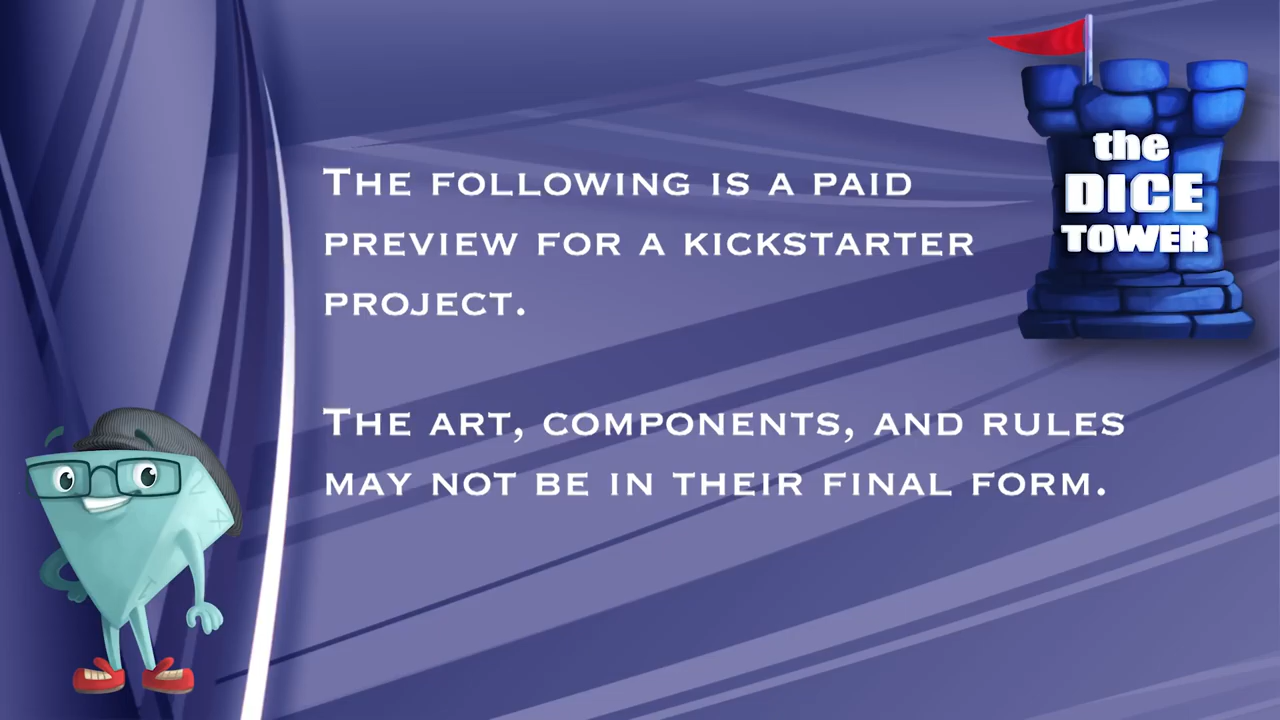 THE FOLLOWING IS A PAID
PREVIEW FOR A KICKSTARTER
PROJECT.
THE ART, COMPONENTS, AND RULES
MAY NOT BE IN THEIR FINAL FORM.
the
DICE
TOWER